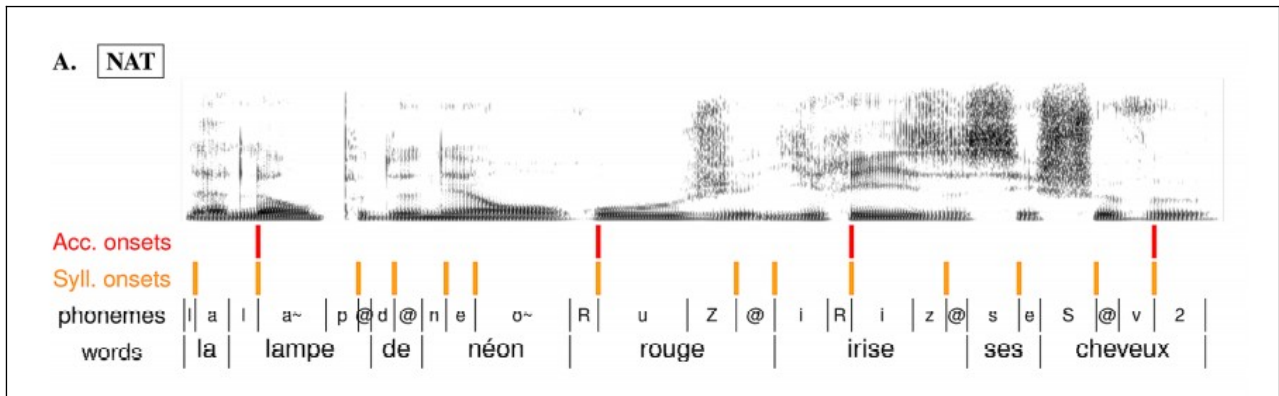 A. NAT
Acc. onsets
Syll. onsets
phonemes l a l a~ p @ d @ n e o~ R u Z @ i R i z @ s e S @ v 2
words la lampe de néon rouge irise ses cheveux